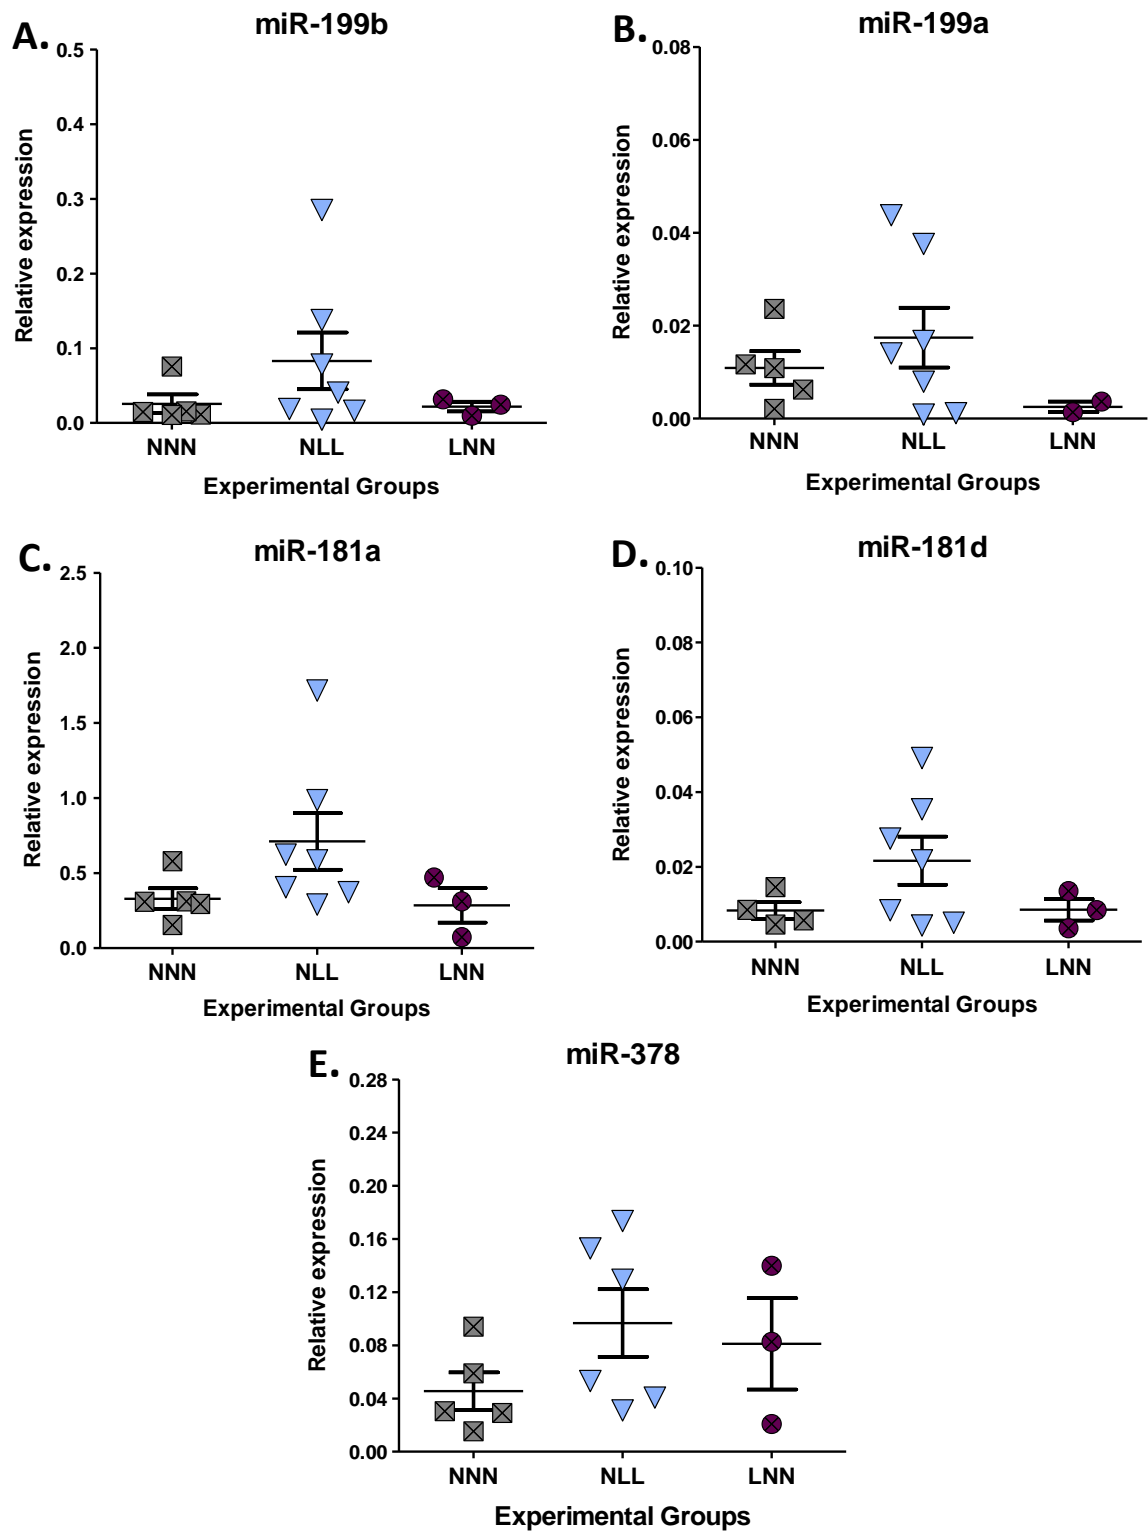 A.
miR-199b
0.5
0.4
0.3
0.2
0.1
0.0
Relative expression
NNN NLL LNN
Experimental Groups
B.
miR-199a
0.08
0.06
0.04
0.02
0.00
Relative expression
NNN NLL LNN
Experimental Groups
C.
miR-181a
2.5
2.0
1.5
1.0
0.5
0.0
Relative expression
NNN NLL LNN
Experimental Groups
D.
miR-181d
0.10
0.08
0.06
0.04
0.02
0.00
Relative expression
NNN NLL LNN
Experimental Groups
E.
miR-378
0.28
0.24
0.20
0.16
0.12
0.08
0.04
0.00
Relative expression
NNN NLL LNN
Experimental Groups